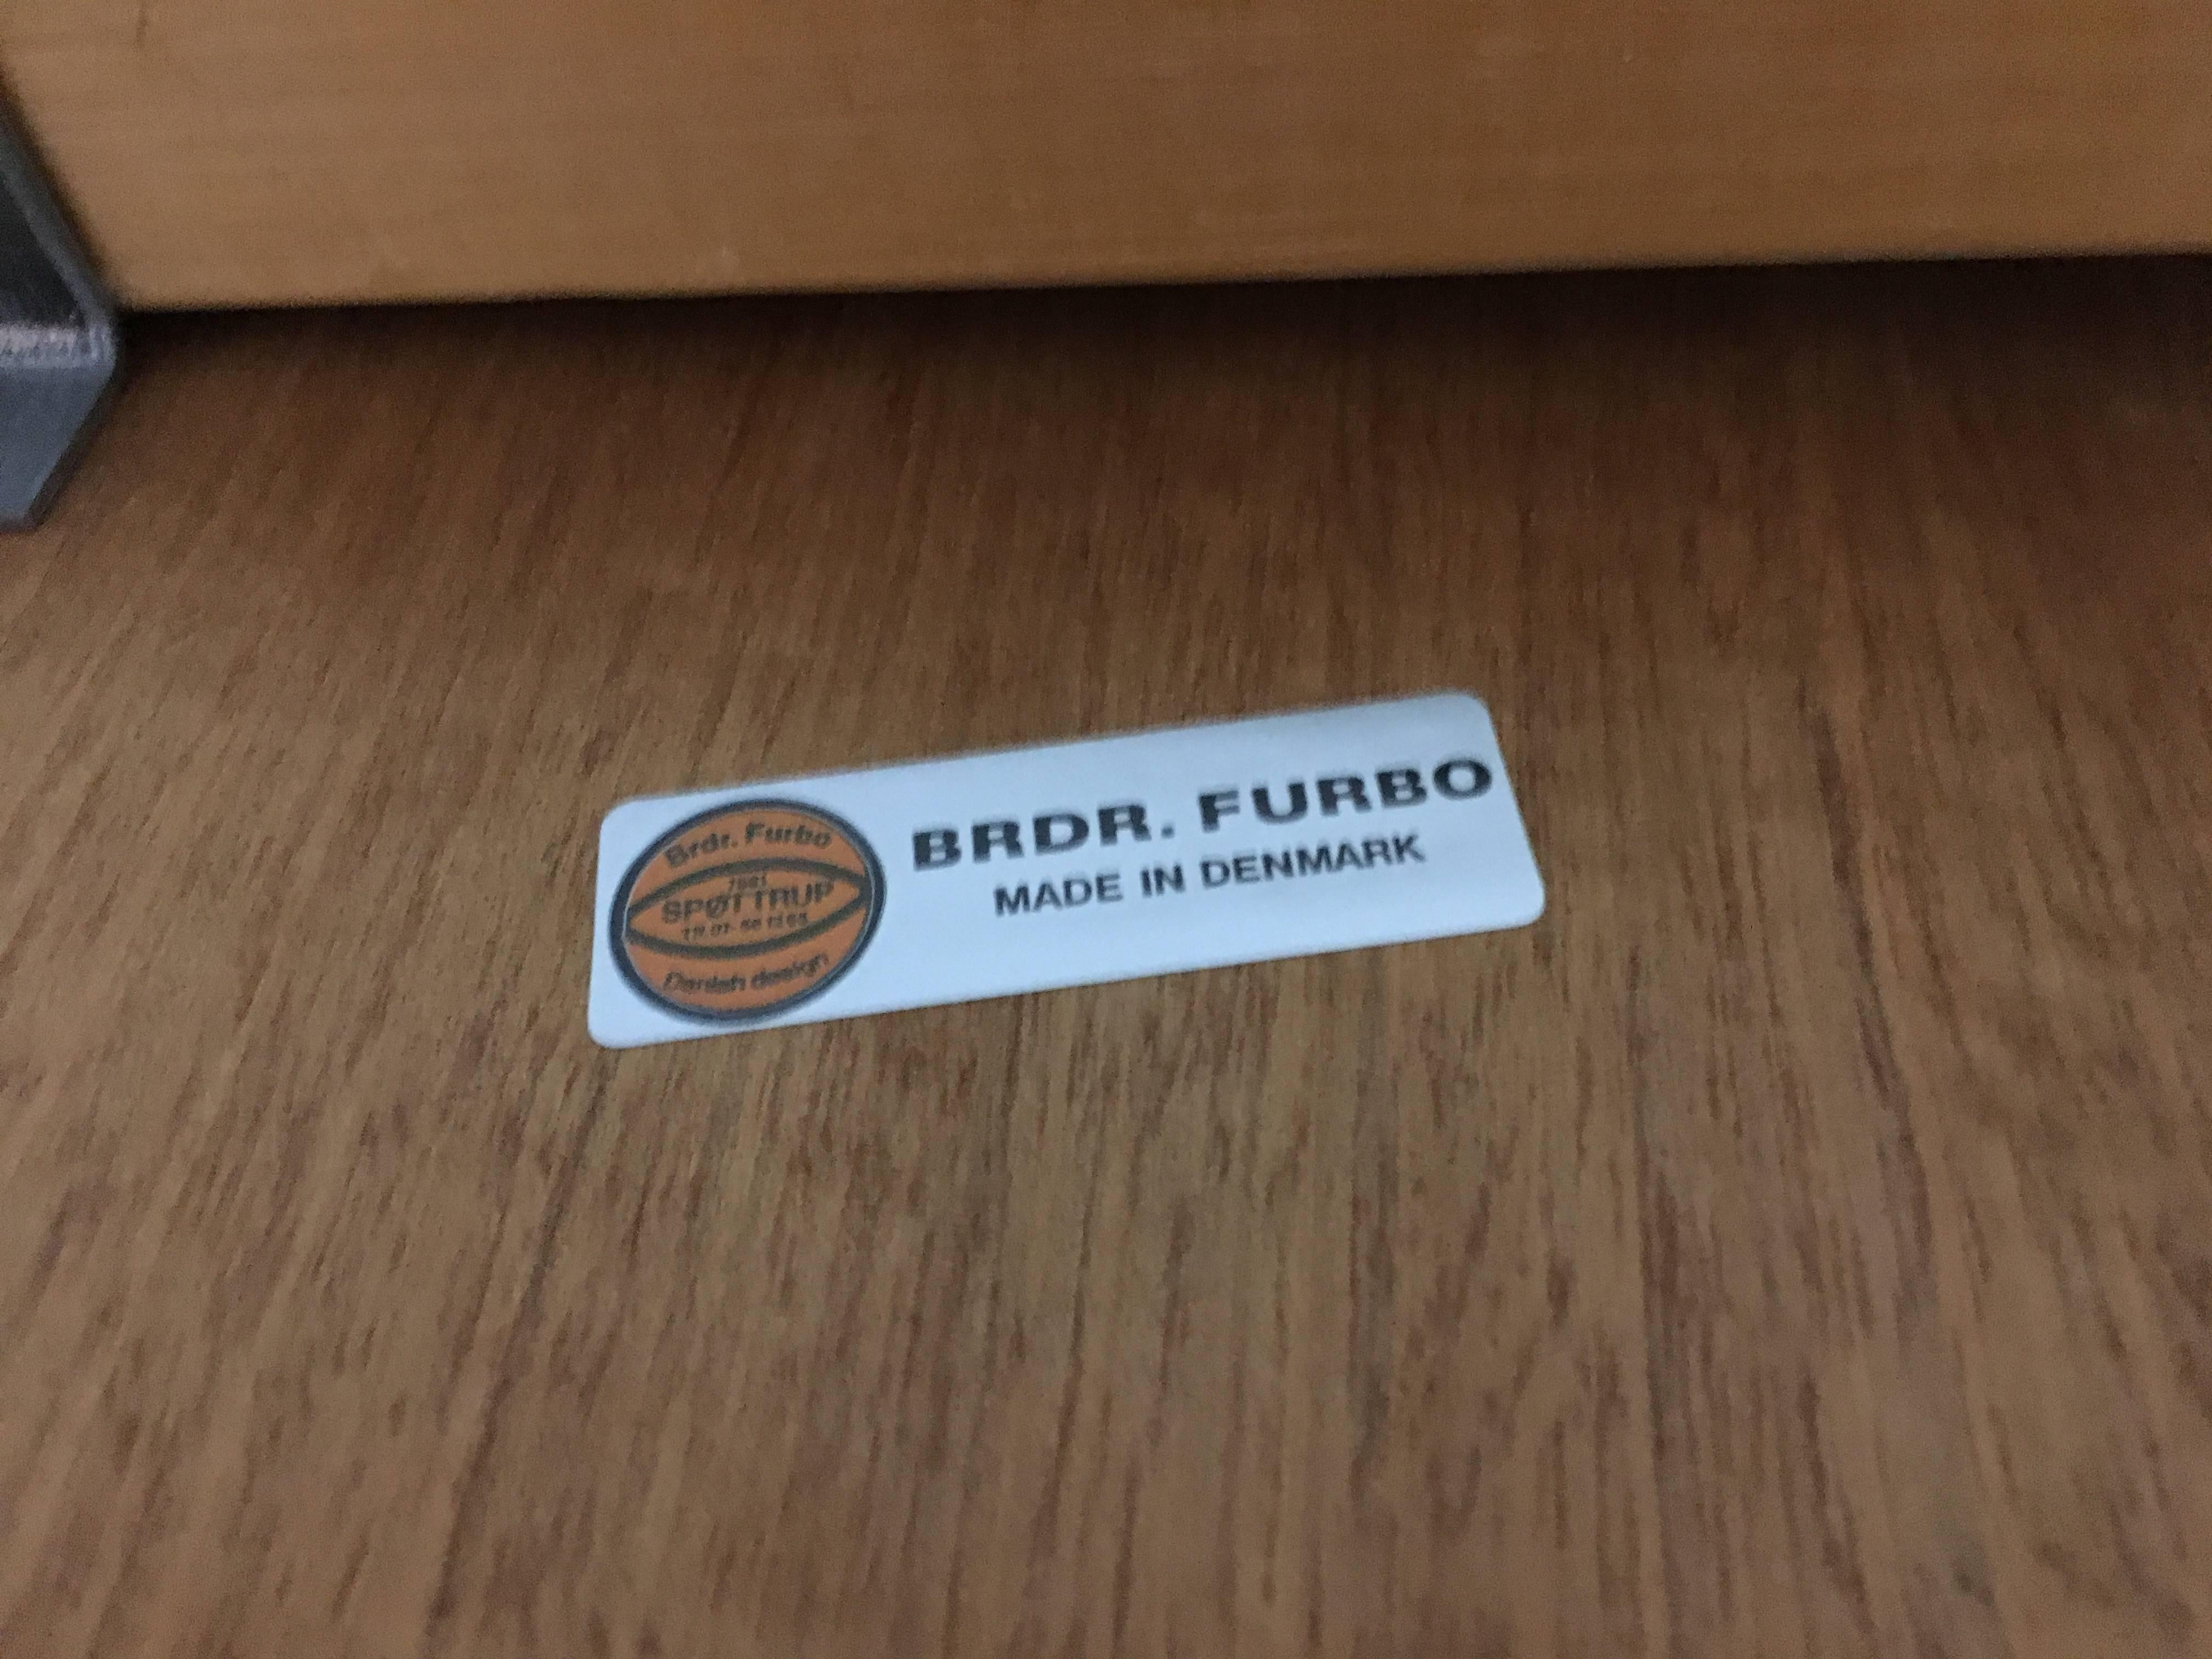 Brdr. Furbo
SPØTTRUP
Danish design
BRDR. FURBO
MADE IN DENMARK